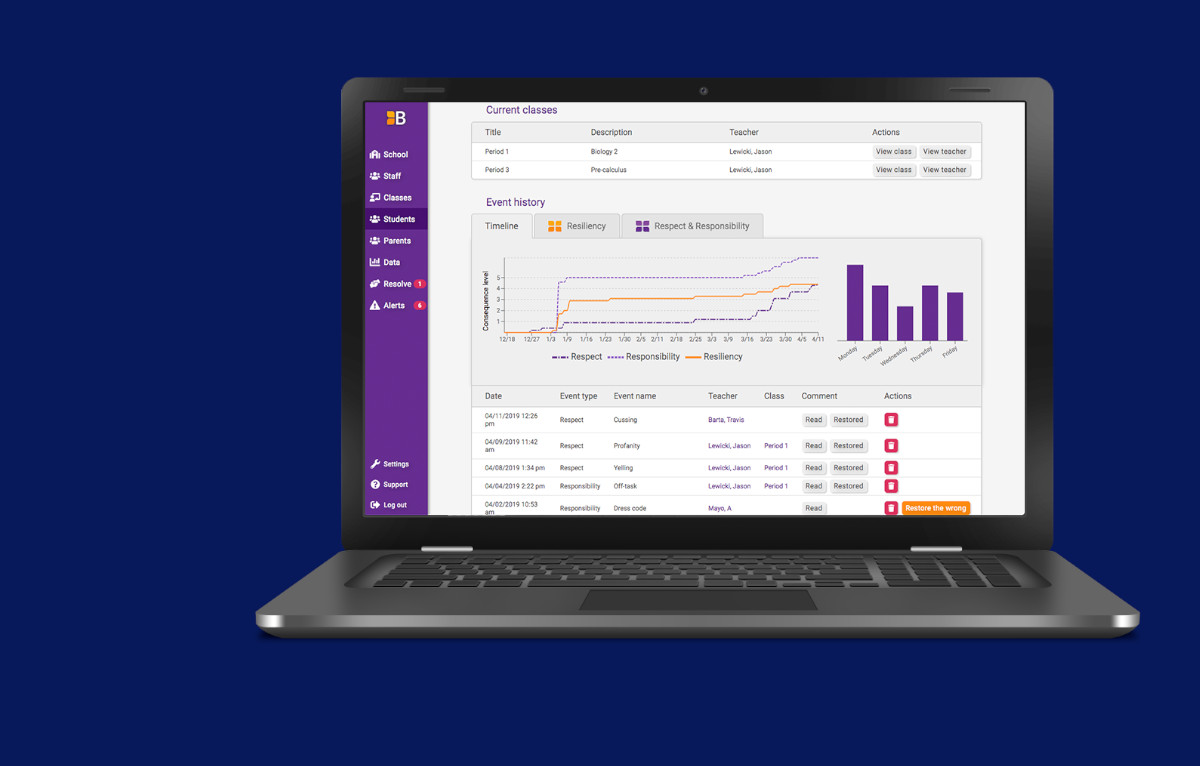 B
School
Staff
Classes
Students
Parents
Data
Resolve 1
Alerts 6
Settings
Support
Log out
Current classes
Title Description Teacher Actions
Period 1 Biology 2 Lewicki, Jason View class View teacher
Period 3 Pre-calculus Lewicki, Jason View class View teacher
Event history
Timeline Resiliency Respect & Responsibility
Consequence level
5
4
3
2
1
12/18 12/27 1/3 1/9 1/16 1/23 1/30 2/5 2/11 2/18 2/25 3/3 3/9 3/16 3/23 3/30 4/5 4/11
Respect Responsibility Resiliency
Monday Tuesday Wednesday Thursday Friday
Date Event type Event name Teacher Class Comment Actions
04/11/2019 12:26
pm Respect Cussing Barta, Travis Read Restored
04/09/2019 11:42
am Respect Profanity Lewicki, Jason Period 1 Read Restored
04/08/2019 1:34 pm Respect Yelling Lewicki, Jason Period 1 Read Restored
04/04/2019 2:22 pm Responsibility Off-task Lewicki, Jason Period 1 Read Restored
04/02/2019 10:53
am Responsibility Dress code Mayo, A Read Restore the wrong